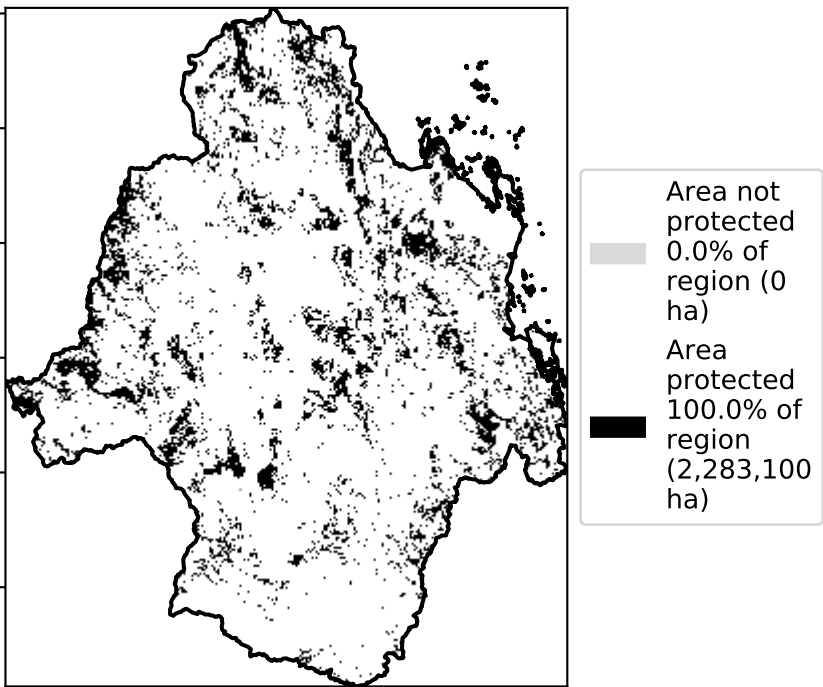 Area not
protected
0.0% of
region (0
ha)
Area
protected
100.0% of
region
(2,283,100
ha)